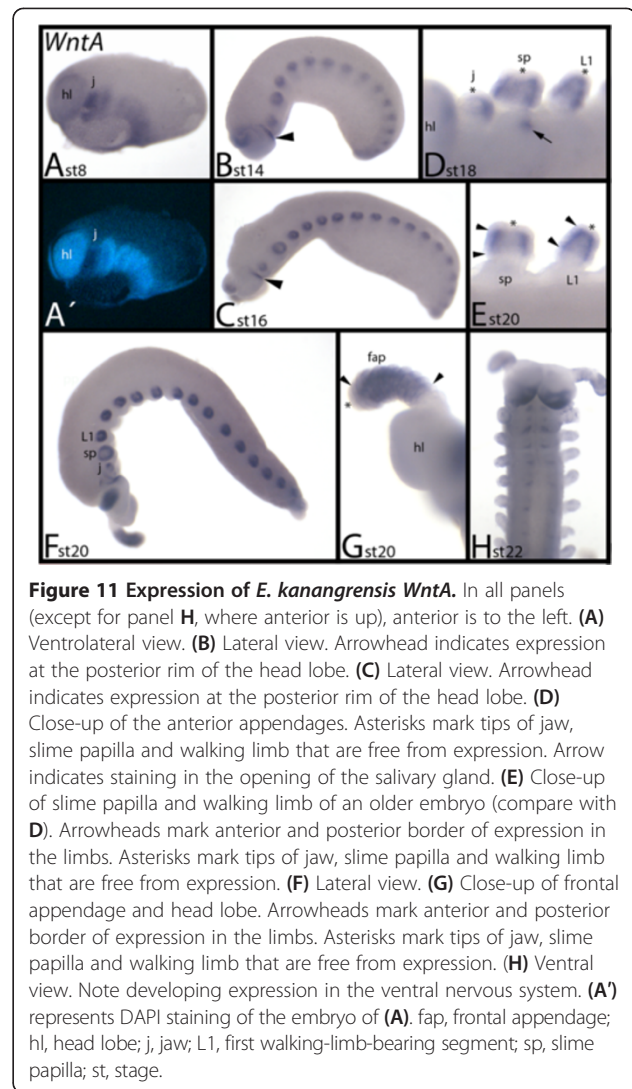 WntA
hl
j
A st8
B st14
j
*
sp
*
L1
*
hl
D st18
hl
j
A´
C st16
*
*
sp
L1
E st20
L1
sp
j
F st20
fap
*
hl
G st20
H st22
Figure 11 Expression of E. kanangrensis WntA. In all panels
(except for panel H, where anterior is up), anterior is to the left. (A)
Ventrolateral view. (B) Lateral view. Arrowhead indicates expression
at the posterior rim of the head lobe. (C) Lateral view. Arrowhead
indicates expression at the posterior rim of the head lobe. (D)
Close-up of the anterior appendages. Asterisks mark tips of jaw,
slime papilla and walking limb that are free from expression. Arrow
indicates staining in the opening of the salivary gland. (E) Close-up
of slime papilla and walking limb of an older embryo (compare with
D). Arrowheads mark anterior and posterior border of expression in
the limbs. Asterisks mark tips of jaw, slime papilla and walking limb
that are free from expression. (F) Lateral view. (G) Close-up of frontal
appendage and head lobe. Arrowheads mark anterior and posterior
border of expression in the limbs. Asterisks mark tips of jaw, slime
papilla and walking limb that are free from expression. (H) Ventral
view. Note developing expression in the ventral nervous system. (A′)
represents DAPI staining of the embryo of (A). fap, frontal appendage;
hl, head lobe; j, jaw; L1, first walking-limb-bearing segment; sp, slime
papilla; st, stage.